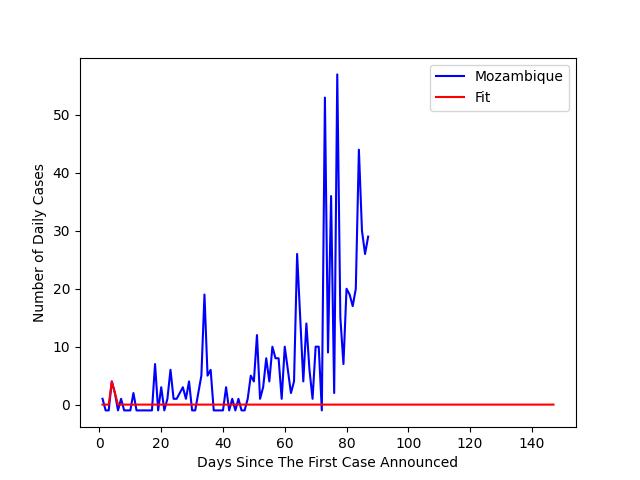 Mozambique
Fit
50
40
30
20
10
0
Number of Daily Cases
0 20 40 60 80 100 120 140
Days Since The First Case Announced